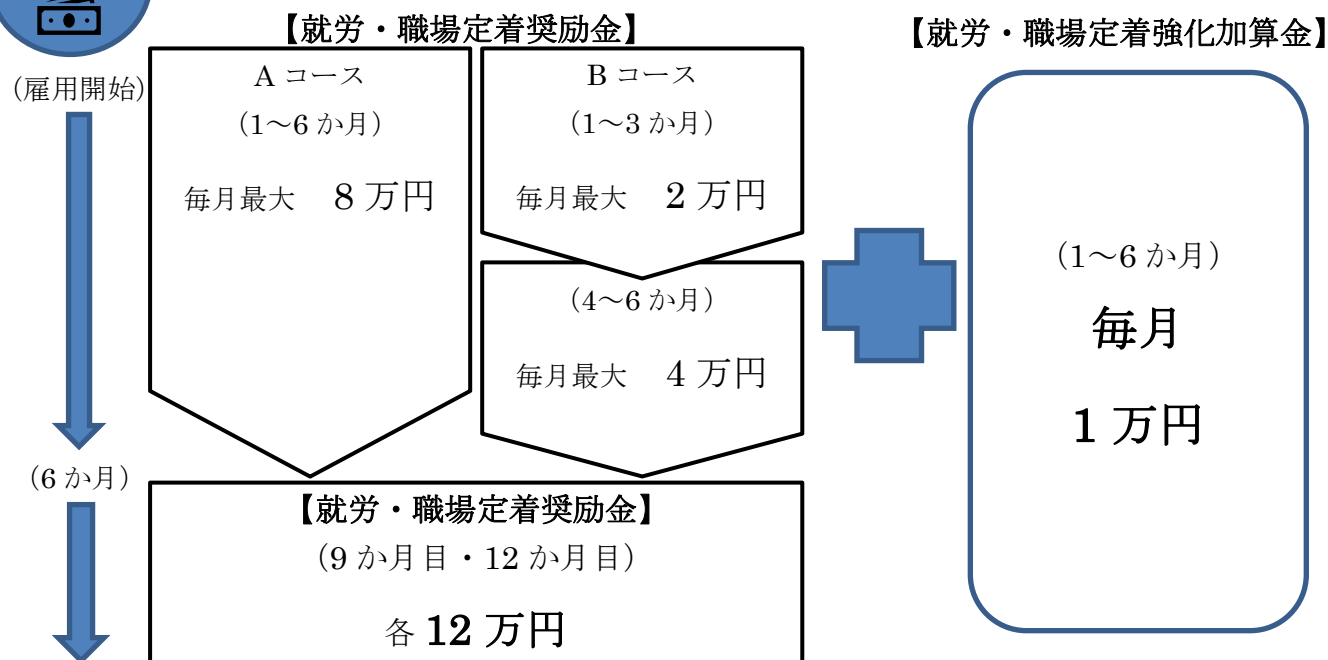 【就労・職場定着奨励金】
【就労・職場定着強化加算金】
(雇用開始)
A コース
(1～6 か月)
毎月最大 8 万円
B コース
(1～3 か月)
毎月最大 2 万円
(4～6 か月)
毎月最大 4 万円
(1～6 か月)
毎月
1 万円
(6 か月)
【就労・職場定着奨励金】
(9 か月目・12 か月目)
各 12 万円